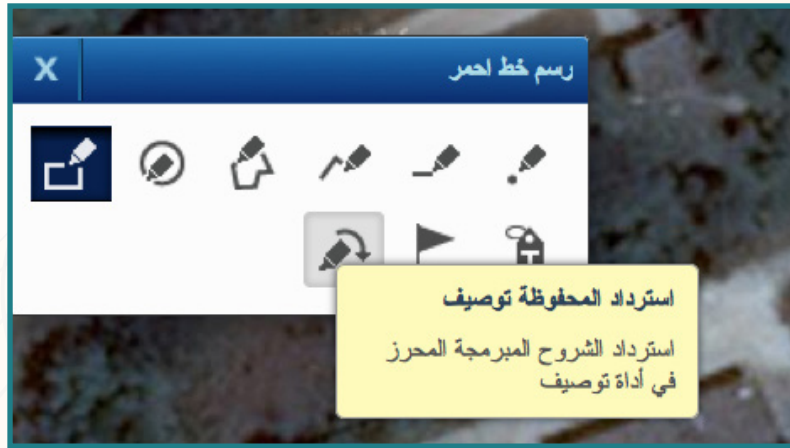 رسم خط احمر
X
T
استرداد المحفوظة توصيف
استرداد الشروح المبرمجة المحرز
في أداة توصيف